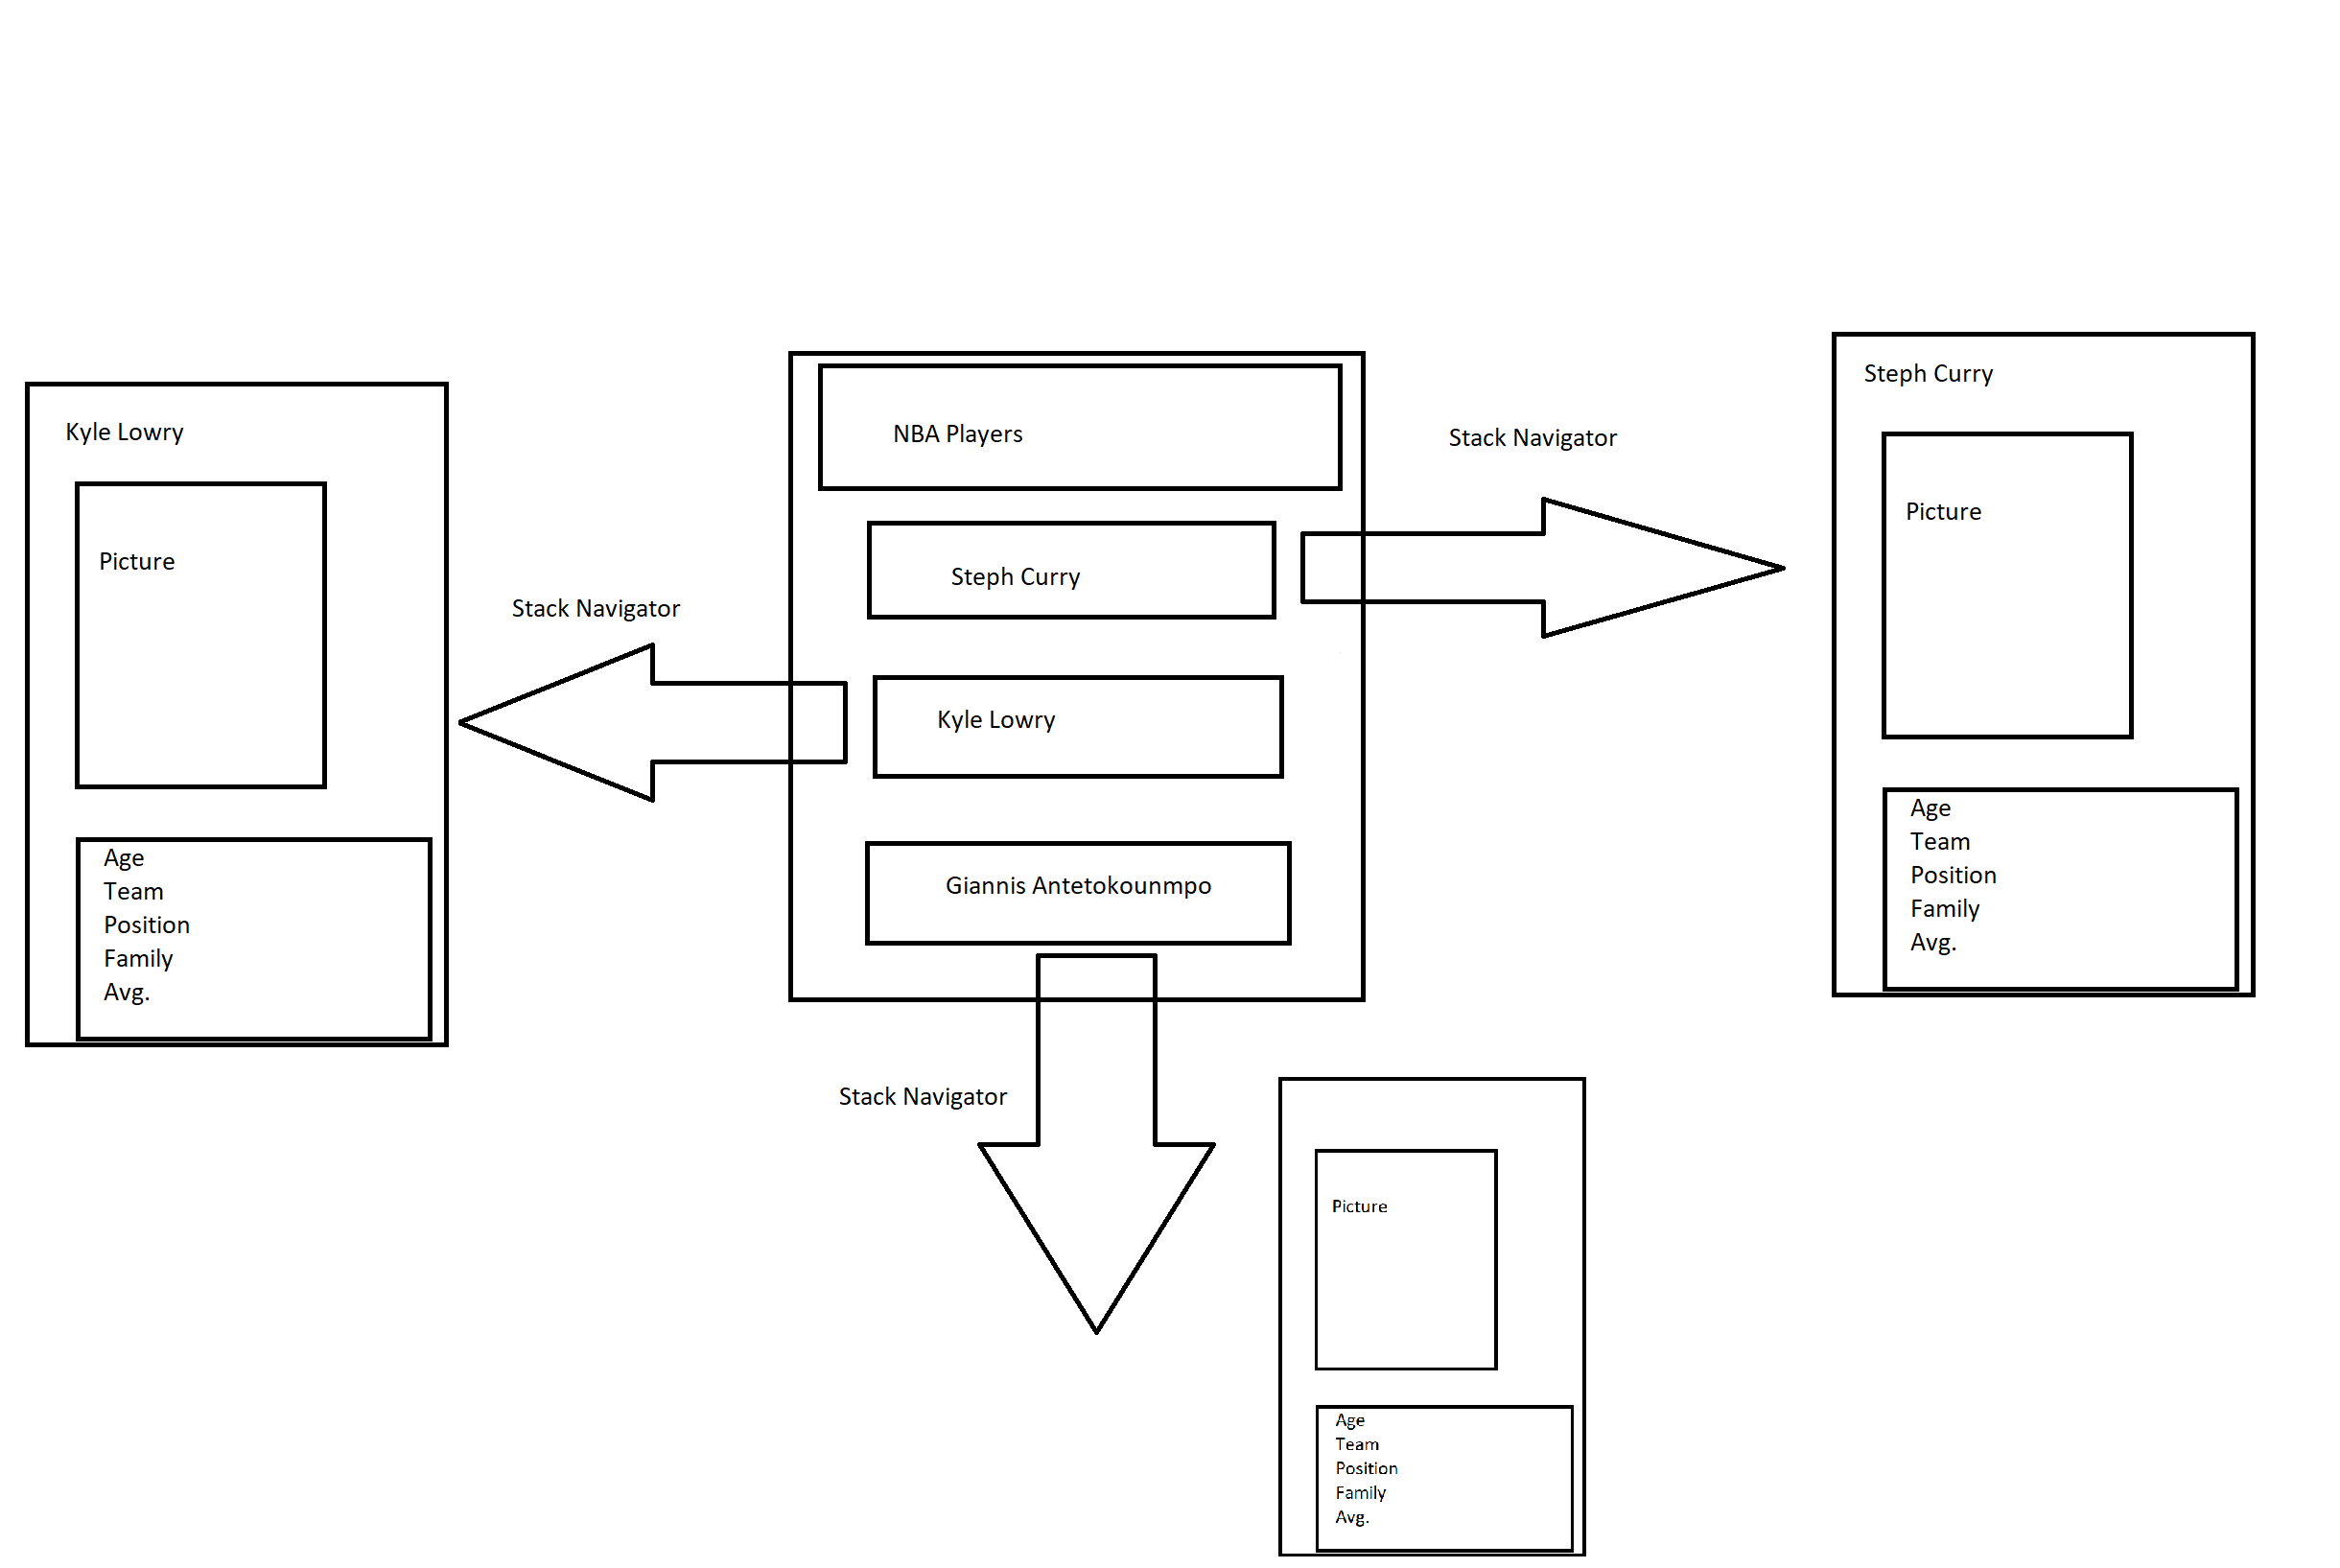 Kyle Lowry
Picture
Age
Team
Position
Family
Avg.
Stack Navigator
NBA Players
Steph Curry
Kyle Lowry
Giannis Antetokounmpo
Stack Navigator
Stack Navigator
Steph Curry
Picture
Age
Team
Position
Family
Avg.
Picture
Age
Team
Position
Family
Avg.